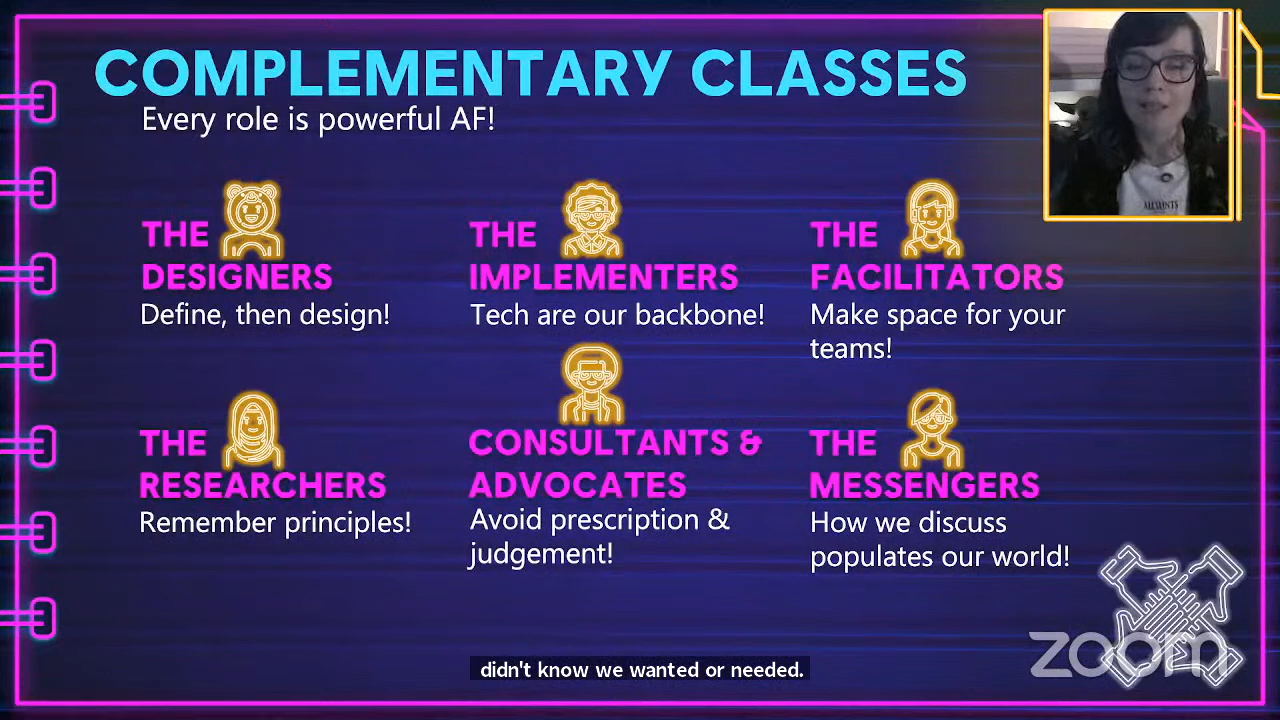 COMPLEMENTARY CLASSES
Every role is powerful AF!
THE
DESIGNERS
Define, then design!
THE
IMPLEMENTERS
Tech are our backbone!
THE
FACILITATORS
Make space for your
teams!
THE
RESEARCHERS
Remember principles!
CONSULTANTS &
ADVOCATES
Avoid prescription &
judgement!
THE
MESSENGERS
How we discuss
populates our world!
zoom
didn't know we wanted or needed.